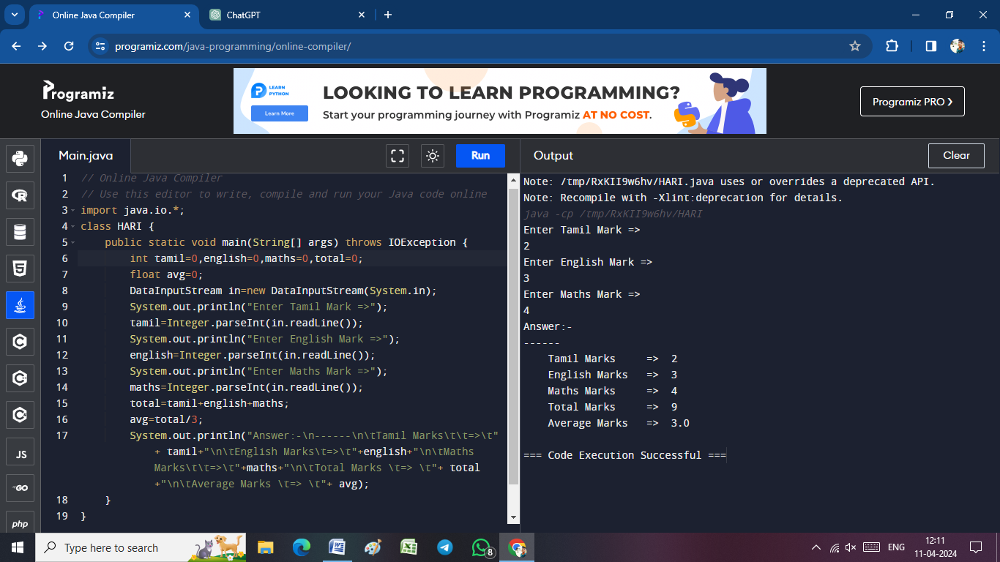 Online Java Compiler
ChatGPT
programiz.com/java-programming/online-compiler/
Programiz
Online Java Compiler
LEARN
PYTHON
Learn More
LOOKING TO LEARN PROGRAMMING?
Start your programming journey with Programiz AT NO COST.
Programiz PRO ❯
Main.java
Run
Output
Clear
1 // Online Java Compiler
2 // Use this editor to write, compile and run your Java code online
3 import java.io.*;
4 class HARI {
5 public static void main(String[] args) throws IOException {
6 int tamil=0,english=0,maths=0,total=0;
7 float avg=0;
8 DataInputStream in=new DataInputStream(System.in);
9 System.out.println("Enter Tamil Mark =>");
10 tamil=Integer.parseInt(in.readLine());
11 System.out.println("Enter English Mark =>");
12 english=Integer.parseInt(in.readLine());
13 System.out.println("Enter Maths Mark =>");
14 maths=Integer.parseInt(in.readLine());
15 total=tamil+english+maths;
16 avg=total/3;
17 System.out.println("Answer:-\n------\n\tTamil Marks\t\t=>\t"
+ tamil+"\n\tEnglish Marks\t=>\t"+english+"\n\tMaths
Marks\t\t=>\t"+maths+"\n\tTotal Marks \t=> \t"+ total
+"\n\tAverage Marks \t=> \t"+ avg);
18 }
19 }
Note: /tmp/RxKII9w6hv/HARI.java uses or overrides a deprecated API.
Note: Recompile with -Xlint:deprecation for details.
java -cp /tmp/RxKII9w6hv/HARI
Enter Tamil Mark =>
2
Enter English Mark =>
3
Enter Maths Mark =>
4
Answer:-
------
Tamil Marks => 2
English Marks => 3
Maths Marks => 4
Total Marks => 9
Average Marks => 3.0
=== Code Execution Successful ===
R
5
C
C
C
JS
GO
php
Type here to search
8
ENG
12:11
11-04-2024